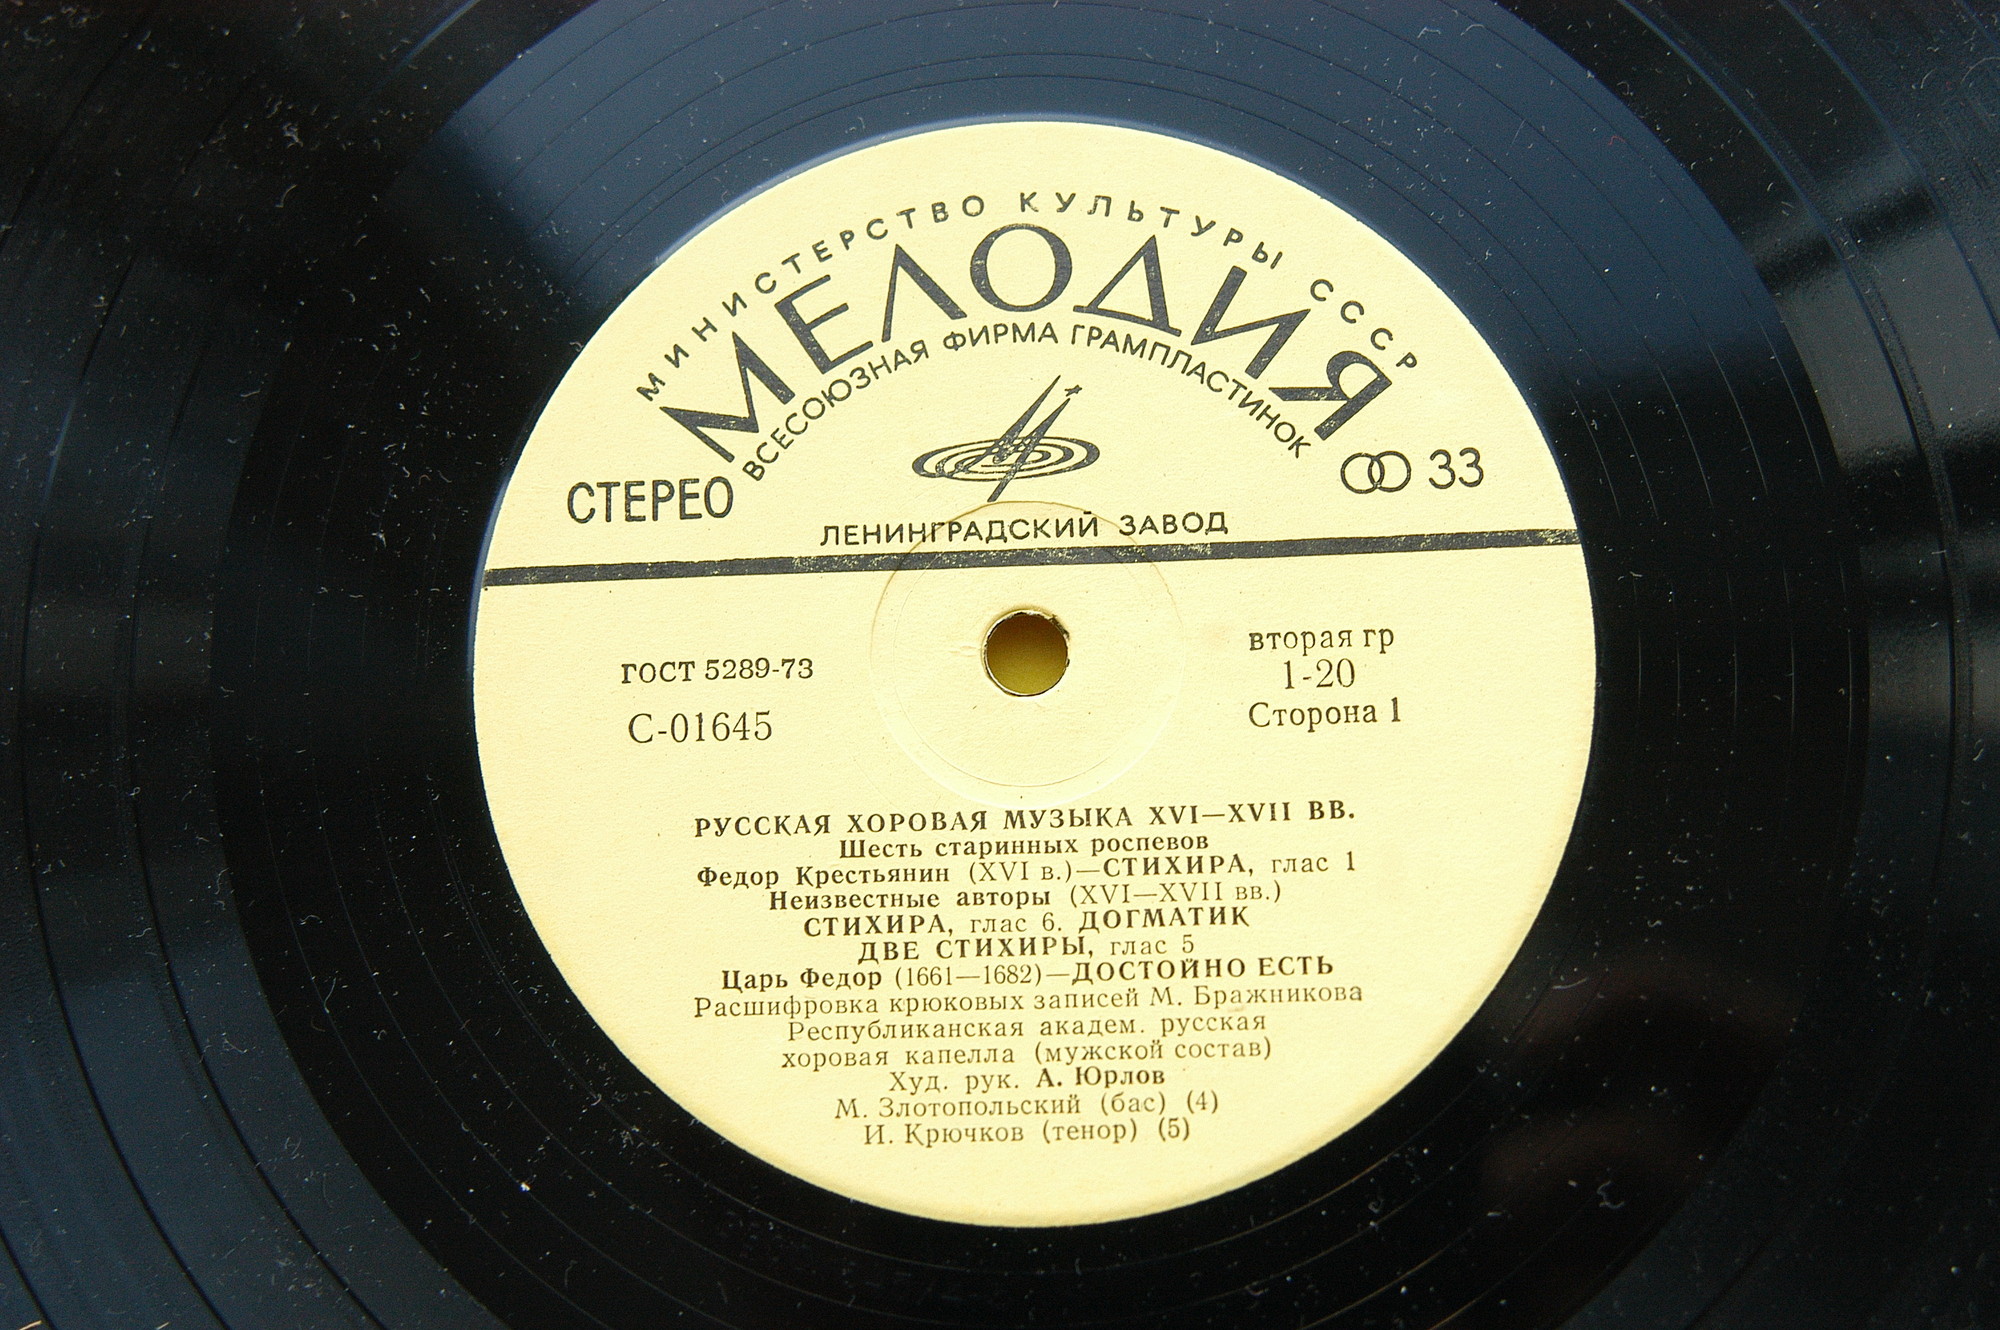 МИНИСТЕРСТВО КУЛЬТУРЫ СССР
МЕЛОДИЯ
ВСЕСОЮЗНАЯ ФИРМА ГРАМПЛАСТИНОК
СТЕРЕО
33
ЛЕНИНГРАДСКИЙ ЗАВОД
ГОСТ 5289-73
С-01645
вторая гр
1-20
Сторона 1
РУССКАЯ ХОРОВАЯ МУЗЫКА XVI—XVII ВВ.
Шесть старинных роспевов
Федор Крестьянин (XVI в.)—СТИХИРА, глас 1
Неизвестные авторы (XVI—XVII вв.)
СТИХИРА, глас 6. ДОГМАТИК
ДВЕ СТИХИРЫ, глас 5
Царь Федор (1661—1682)—ДОСТОЙНО ЕСТЬ
Расшифровка крюковых записей М. Бражникова
Республиканская академ. русская
хоровая капелла (мужской состав)
Худ. рук. А. Юрлов
М. Злотопольский (бас) (4)
И. Крючков (тенор) (5)